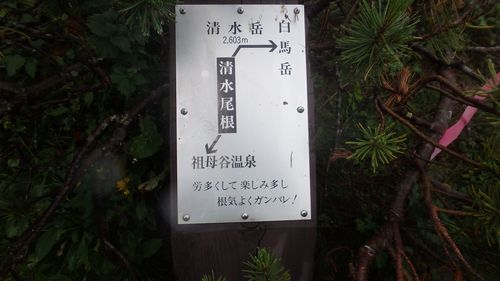 清水岳
2,603m
白馬岳
清水尾根
祖母谷温泉
労多くして楽しみ多し
根気よくガンバレ!